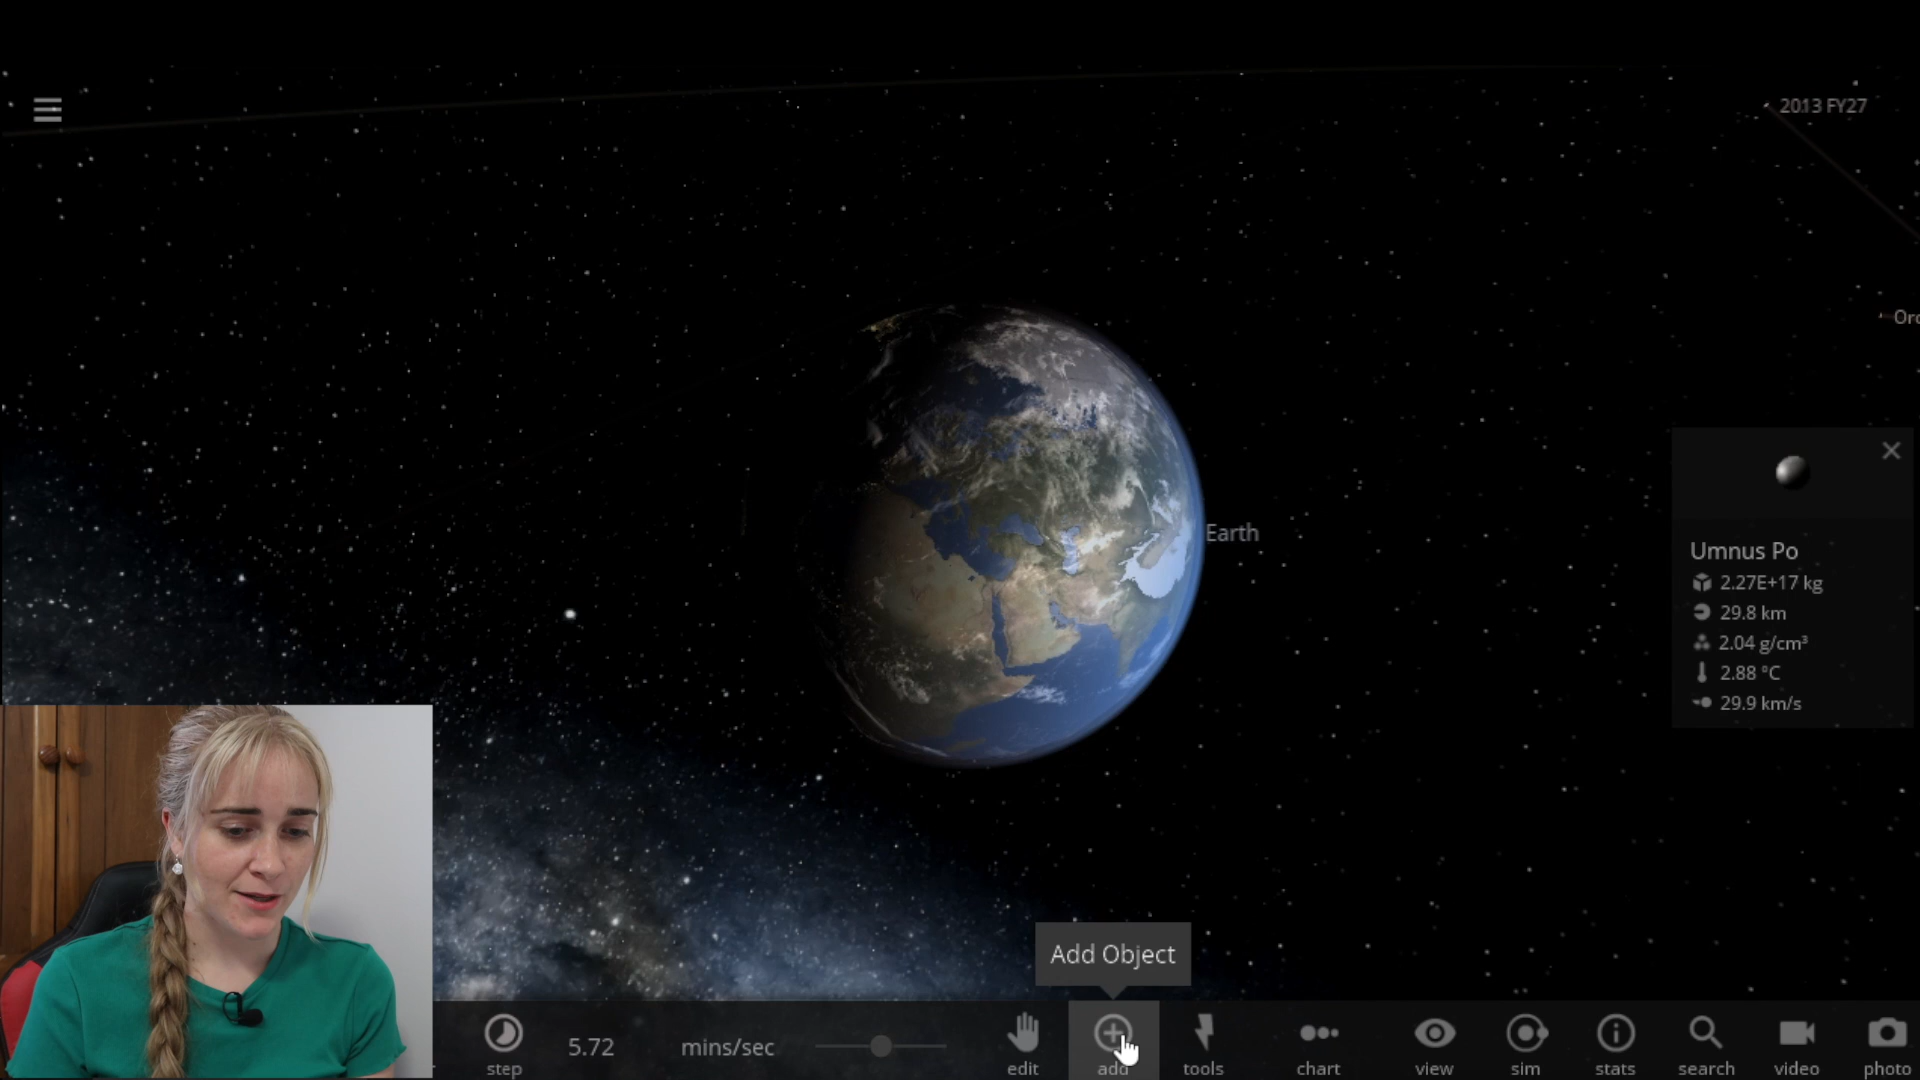 2013 FY27
Orc
Earth
Umnus Po
2.27E+17 kg
29.8 km
2.04 g/cm³
2.88 °C
29.9 km/s
Add Object
step
5.72
mins/sec
edit
add
tools
chart
view
sim
stats
search
video
photo